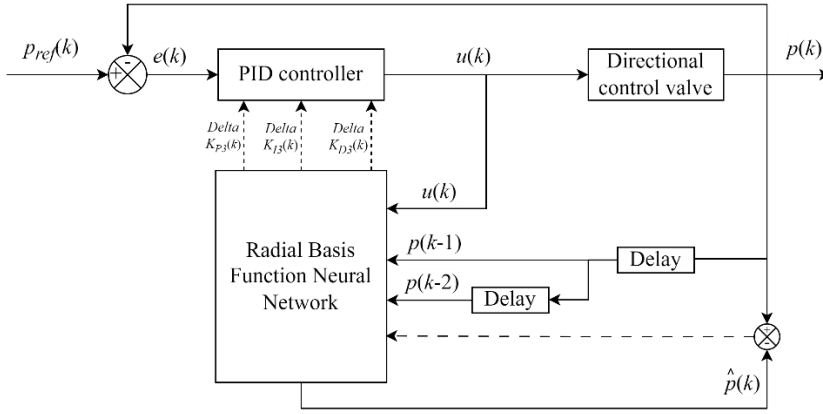 p_ref(k)
+
-
e(k)
PID controller
u(k)
Directional
control valve
p(k)
Delta
K_P3(k)
Delta
K_I3(k)
Delta
K_D3(k)
u(k)
Radial Basis
Function Neural
Network
p(k-1)
Delay
p(k-2)
Delay
+
-
p̂(k)